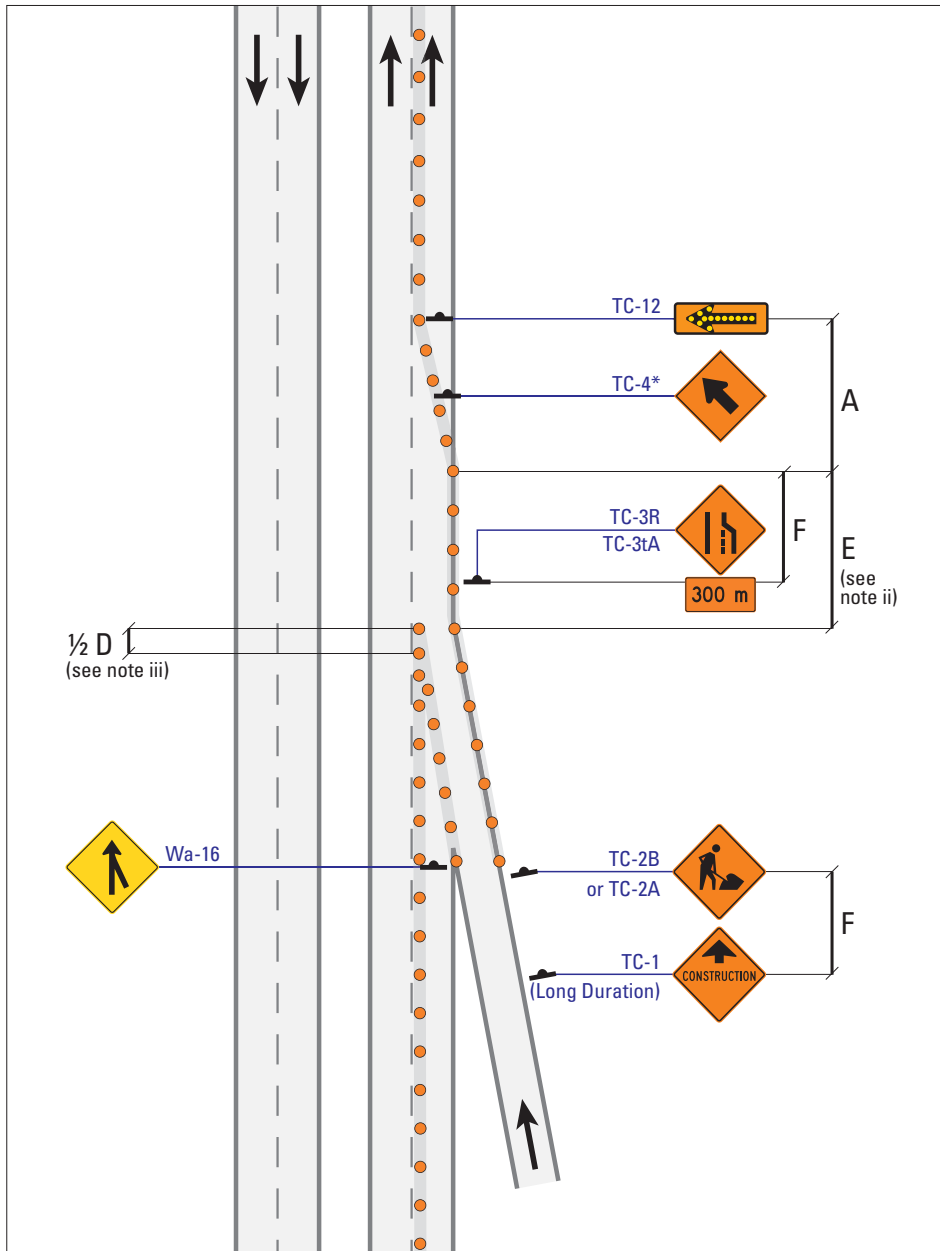 TC-12
TC-4*
A
TC-3R
TC-3tA
300 m
F
E
(see
note ii)
½ D
(see note iii)
Wa-16
TC-2B
or TC-2A
F
TC-1
(Long Duration)
CONSTRUCTION